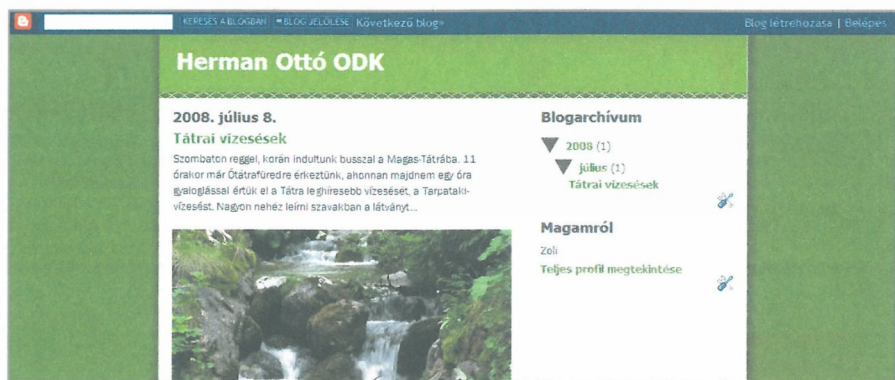 KERESÉS A BLOGBAN BLOG JELÖLÉSE Következő blog»
Blog létrehozása | Belépés
Herman Ottó ODK
2008. július 8.
Tátrai vízesések
Szombaton reggel, korán indultunk busszal a Magas-Tátrába. 11
órakor már Ótátrafüredre érkeztünk, ahonnan majdnem egy óra
gyaloglással értük el a Tátra leghíresebb vízesését, a Tarpataki-
vízesést. Nagyon nehéz leírni szavakban a látványt...
Blogarchívum
▼ 2008 (1)
▼ július (1)
Tátrai vízesések
Magamról
Zoli
Teljes profil megtekintése